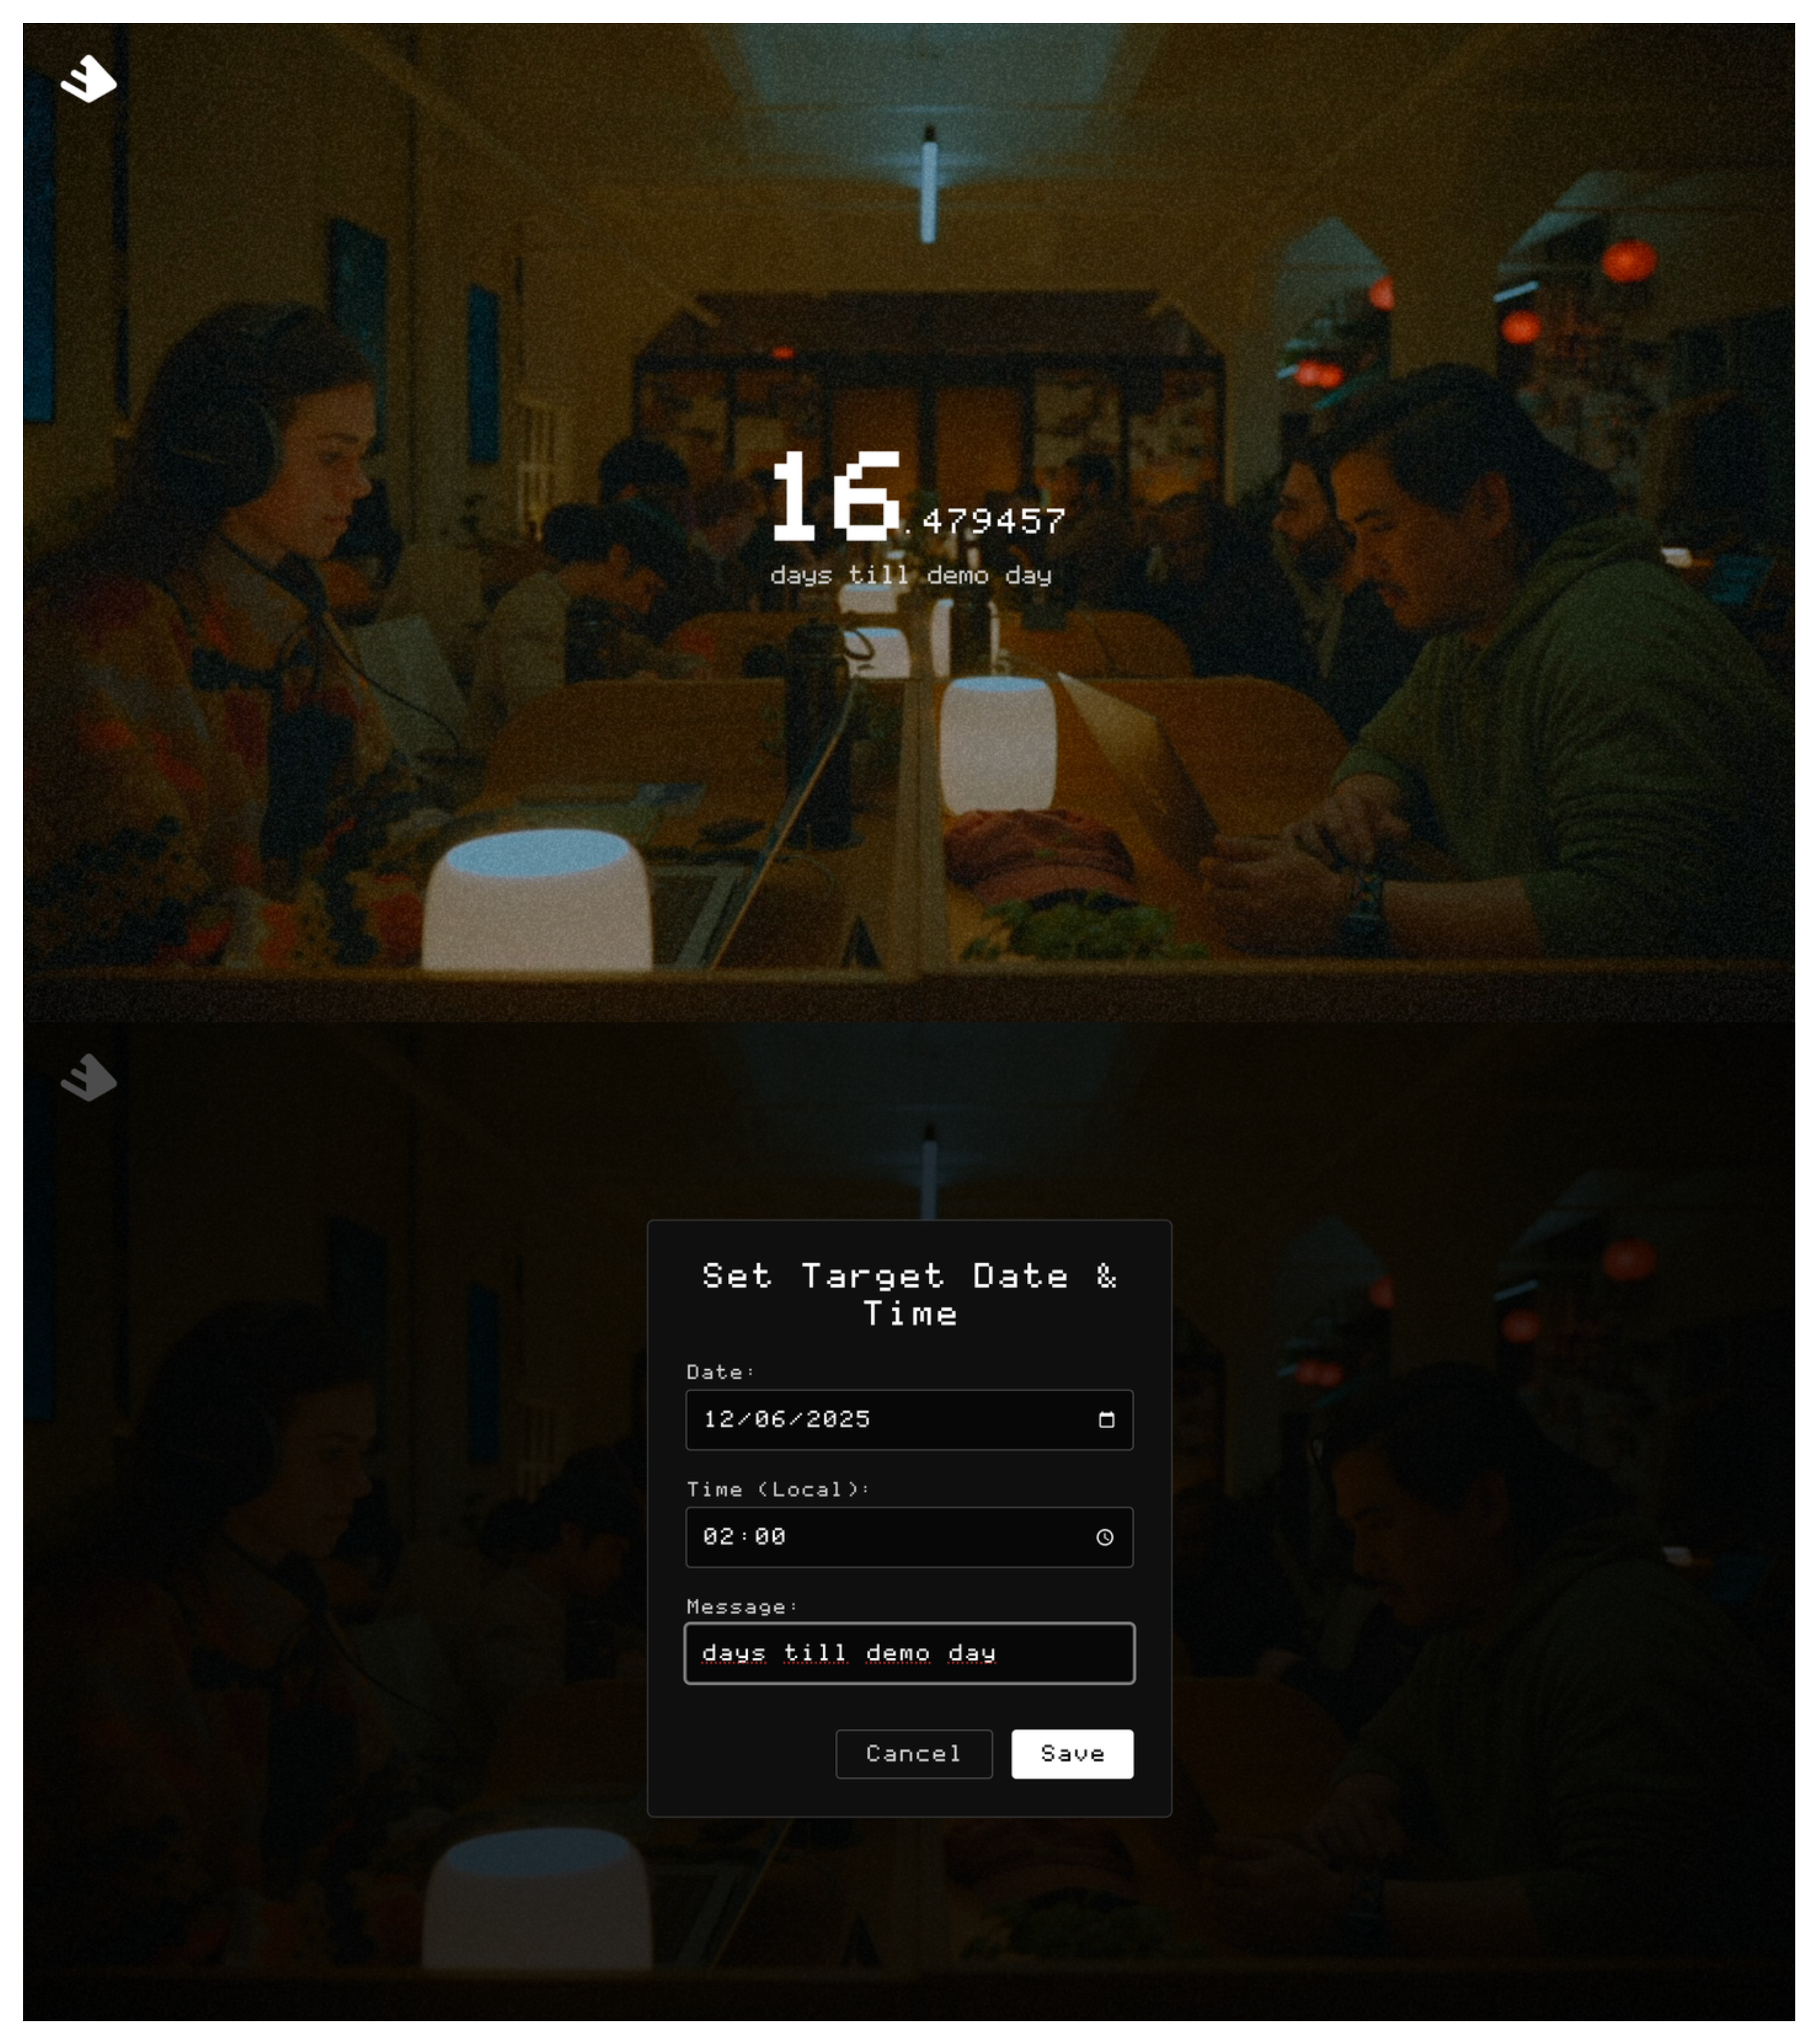 16.479457
days till demo day
Set Target Date &
Time
Date:
12/06/2025
Time (Local):
02:00
Message:
days till demo day
Cancel
Save